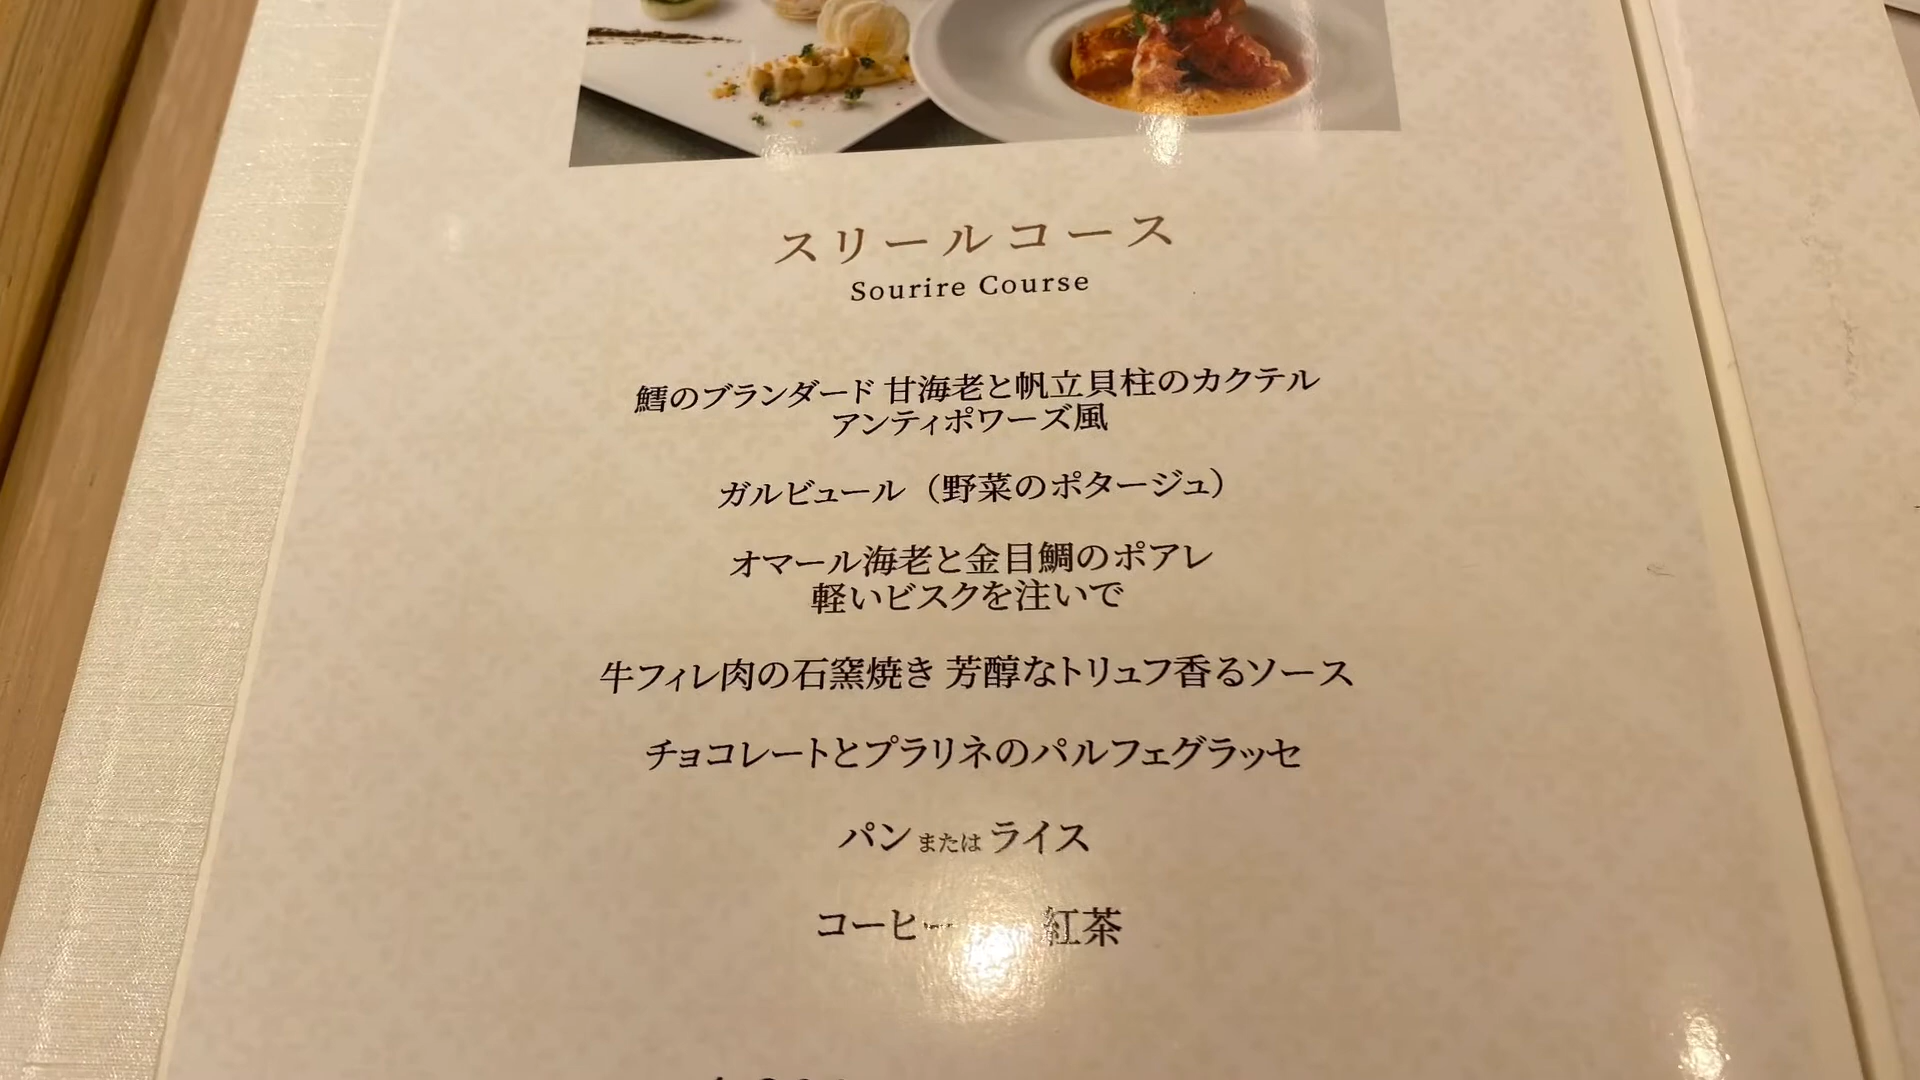 スリールコース
Sourire Course
鱈のブランダード 甘海老と帆立貝柱のカクテル
アンティポワーズ風
ガルビュール（野菜のポタージュ）
オマール海老と金目鯛のポアレ
軽いビスクを注いで
牛フィレ肉の石窯焼き 芳醇なトリュフ香るソース
チョコレートとプラリネのパルフェグラッセ
パン または ライス
コーヒー 紅茶